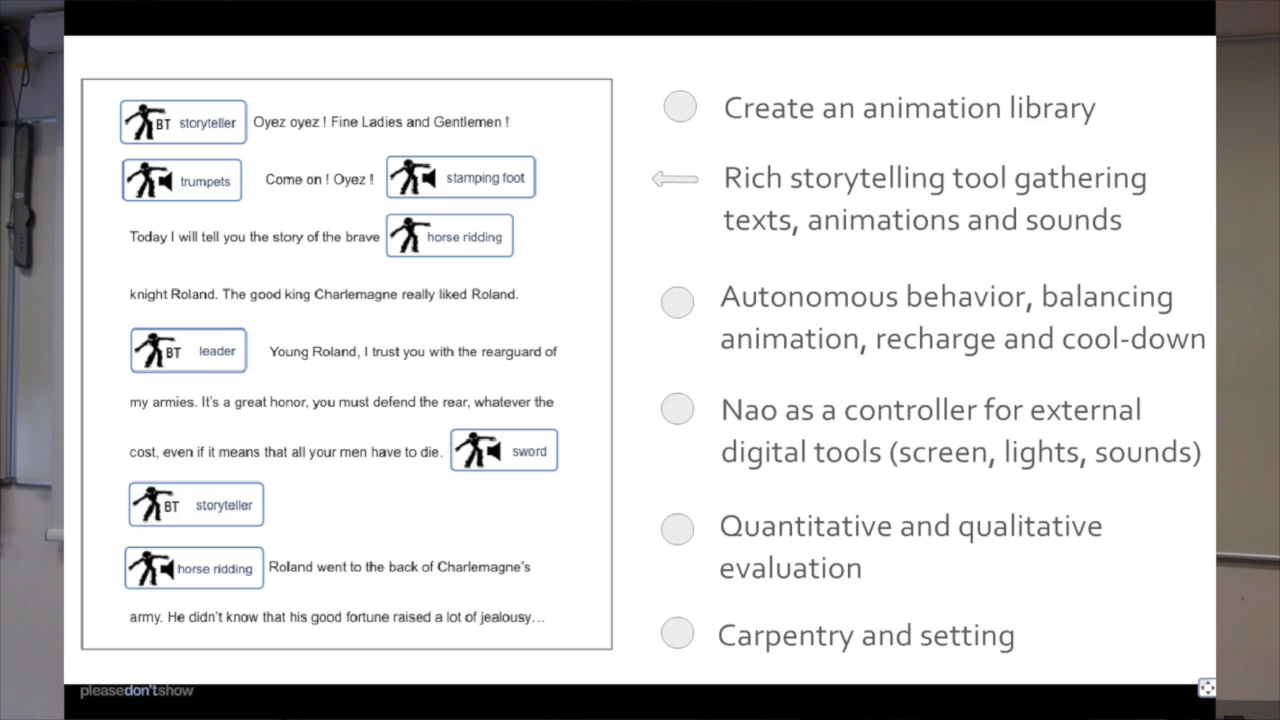 BT storyteller Oyez oyez ! Fine Ladies and Gentlemen !
trumpets Come on ! Oyez ! stamping foot
Today I will tell you the story of the brave horse ridding
knight Roland. The good king Charlemagne really liked Roland.
BT leader Young Roland, I trust you with the rearguard of
my armies. It's a great honor, you must defend the rear, whatever the
cost, even if it means that all your men have to die. sword
BT storyteller
horse ridding Roland went to the back of Charlemagne's
army. He didn't know that his good fortune raised a lot of jealousy...
Create an animation library
Rich storytelling tool gathering
texts, animations and sounds
Autonomous behavior, balancing
animation, recharge and cool-down
Nao as a controller for external
digital tools (screen, lights, sounds)
Quantitative and qualitative
evaluation
Carpentry and setting
pleasedon'tshow